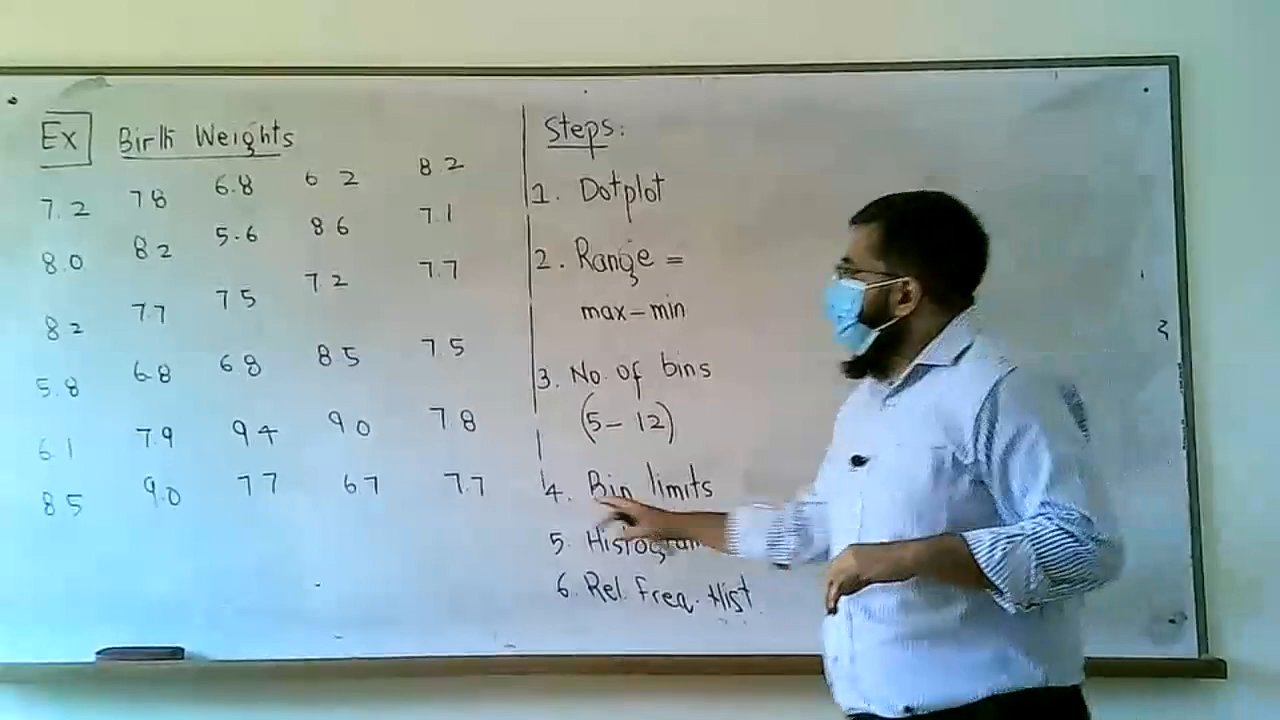 Ex Birth Weights
7.2 78 6.8 6 2 8 2
8.0 8 2 5.6 8 6 7.1
8 2 7 7 7 5 7 2 7.7
5.8 6.8 6 8 8 5 7 5
6.1 7.9 9 4 9 0 7 8
8 5 9.0 7 7 6 7 7.7
Steps:
1. Dotplot
2. Range =
max - min
3. No. of bins
(5 - 12)
4. Bin limits
5. Histogram
6. Rel. Freq. Hist.